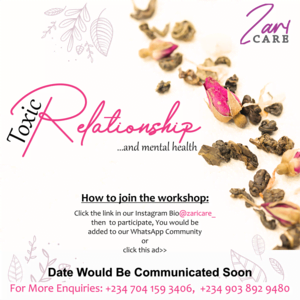 Zari
CARE
Toxic
Relationship
...and mental health
How to join the workshop:
Click the link in our Instagram Bio@zaricare_
then to participate, You would be
added to our WhatsApp Community
or
click this ad>>
Date Would Be Communicated Soon
For More Enquiries: +234 704 159 3406, +234 903 892 9480